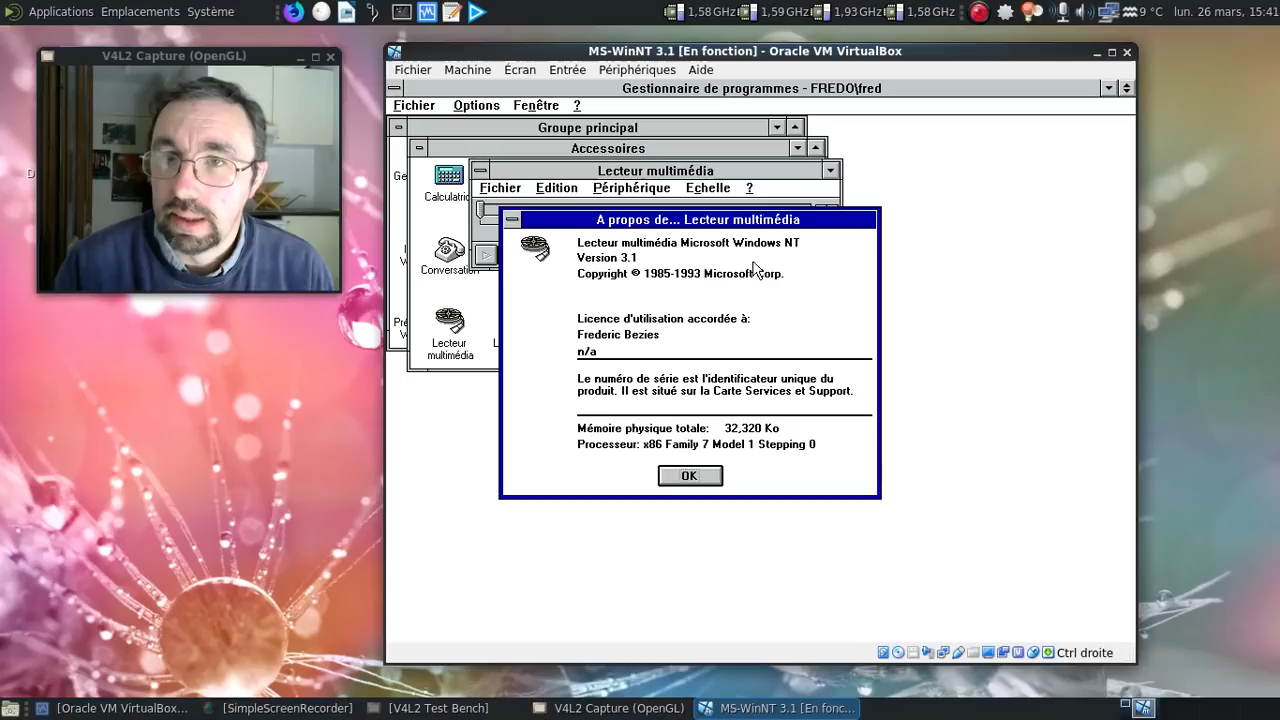 Applications Emplacements Système
1,58 GHz 1,59 GHz 1,93 GHz 1,58 GHz 9 °C lun. 26 mars, 15:41
V4L2 Capture (OpenGL)
MS-WinNT 3.1 [En fonction] - Oracle VM VirtualBox
Fichier Machine Écran Entrée Périphériques Aide
Gestionnaire de programmes - FREDO\fred
Fichier Options Fenêtre ?
Groupe principal
Accessoires
Lecteur multimédia
Fichier Edition Périphérique Echelle ?
Calculatric
Conversat
Lecteur
multimédia
A propos de... Lecteur multimédia
Lecteur multimédia Microsoft Windows NT
Version 3.1
Copyright © 1985-1993 Microsoft Corp.
Licence d'utilisation accordée à:
Frederic Bezies
n/a
Le numéro de série est l'identificateur unique du
produit. Il est situé sur la Carte Services et Support.
Mémoire physique totale: 32,320 Ko
Processeur: x86 Family 7 Model 1 Stepping 0
OK
Ctrl droite
[Oracle VM VirtualBox... [SimpleScreenRecorder] [V4L2 Test Bench] V4L2 Capture (OpenGL) MS-WinNT 3.1 [En fonc...